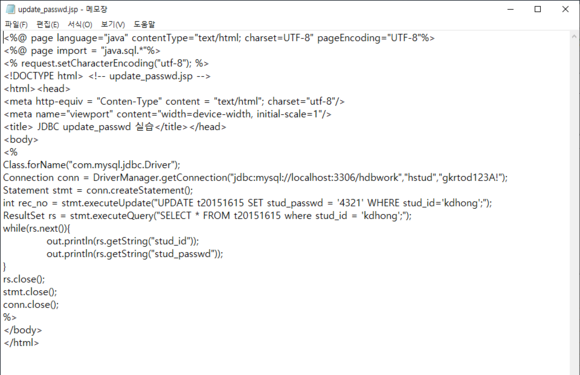 update_passwd.jsp - 메모장
파일(F) 편집(E) 서식(O) 보기(V) 도움말
<%@ page language="java" contentType="text/html; charset=UTF-8" pageEncoding="UTF-8"%>
<%@ page import = "java.sql.*"%>
<% request.setCharacterEncoding("utf-8"); %>
<!DOCTYPE html> <!-- update_passwd.jsp -->
<html><head>
<meta http-equiv = "Conten-Type" content = "text/html"; charset="utf-8"/>
<meta name="viewport" content="width=device-width, initial-scale=1"/>
<title> JDBC update_passwd 실습</title></head>
<body>
<%
Class.forName("com.mysql.jdbc.Driver");
Connection conn = DriverManager.getConnection("jdbc:mysql://localhost:3306/hdbwork","hstud","gkrtod123A!");
Statement stmt = conn.createStatement();
int rec_no = stmt.executeUpdate("UPDATE t20151615 SET stud_passwd = '4321' WHERE stud_id='kdhong';");
ResultSet rs = stmt.executeQuery("SELECT * FROM t20151615 where stud_id = 'kdhong';");
while(rs.next()){
out.println(rs.getString("stud_id"));
out.println(rs.getString("stud_passwd"));
}
rs.close();
stmt.close();
conn.close();
%>
</body>
</html>